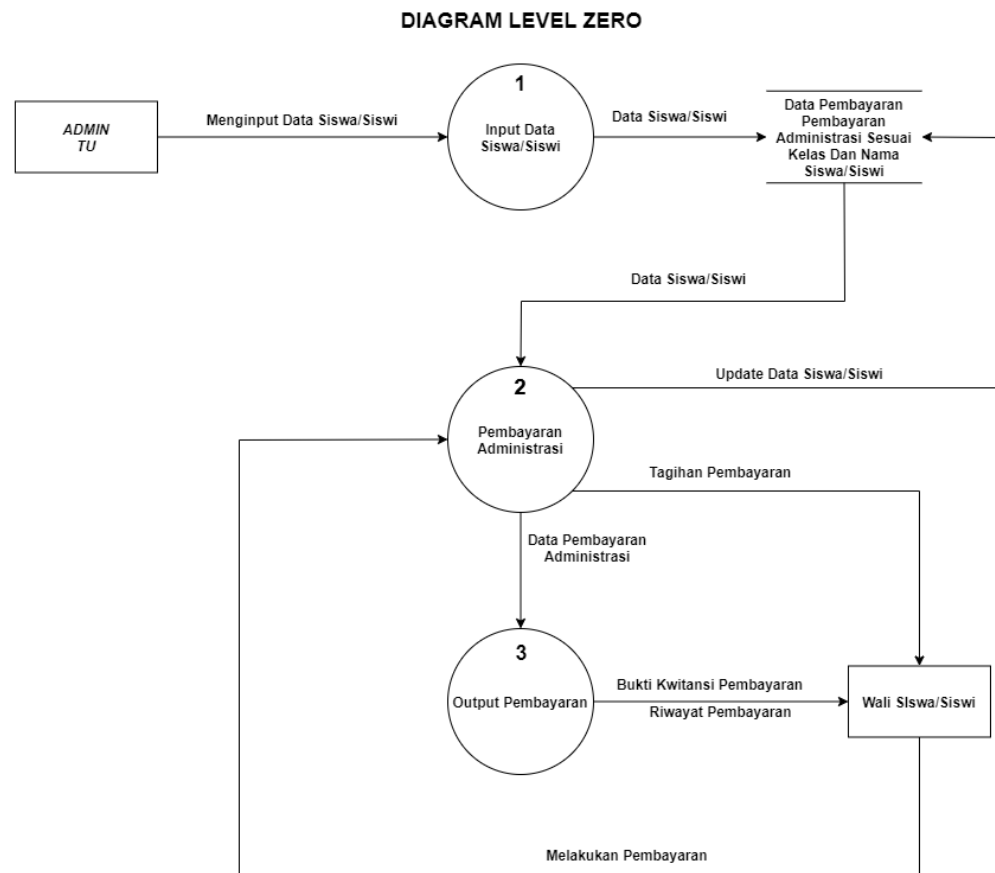 DIAGRAM LEVEL ZERO
ADMIN
TU
Menginput Data Siswa/Siswi
1
Input Data
Siswa/Siswi
Data Siswa/Siswi
Data Pembayaran
Pembayaran
Administrasi Sesuai
Kelas Dan Nama
Siswa/Siswi
Data Siswa/Siswi
2
Pembayaran
Administrasi
Update Data Siswa/Siswi
Tagihan Pembayaran
Data Pembayaran
Administrasi
3
Output Pembayaran
Bukti Kwitansi Pembayaran
Riwayat Pembayaran
Wali SIswa/Siswi
Melakukan Pembayaran